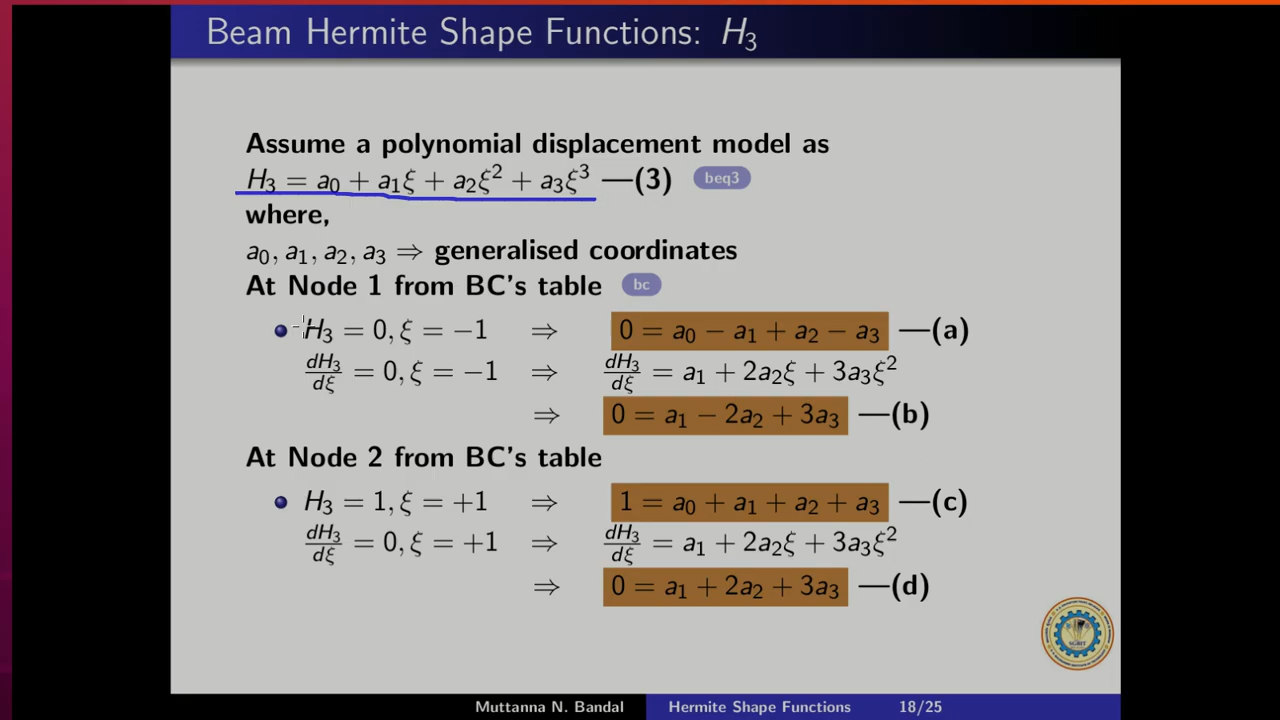 Beam Hermite Shape Functions: H₃
Assume a polynomial displacement model as
H₃ = a₀ + a₁ξ + a₂ξ² + a₃ξ³ —(3) beq3
where,
a₀, a₁, a₂, a₃ ⇒ generalised coordinates
At Node 1 from BC's table bc
H₃ = 0, ξ = −1 ⇒ 0 = a₀ − a₁ + a₂ − a₃ —(a)
dH₃/dξ = 0, ξ = −1 ⇒ dH₃/dξ = a₁ + 2a₂ξ + 3a₃ξ²
⇒ 0 = a₁ − 2a₂ + 3a₃ —(b)
At Node 2 from BC's table
H₃ = 1, ξ = +1 ⇒ 1 = a₀ + a₁ + a₂ + a₃ —(c)
dH₃/dξ = 0, ξ = +1 ⇒ dH₃/dξ = a₁ + 2a₂ξ + 3a₃ξ²
⇒ 0 = a₁ + 2a₂ + 3a₃ —(d)
SGBIT
Muttanna N. Bandal Hermite Shape Functions 18/25